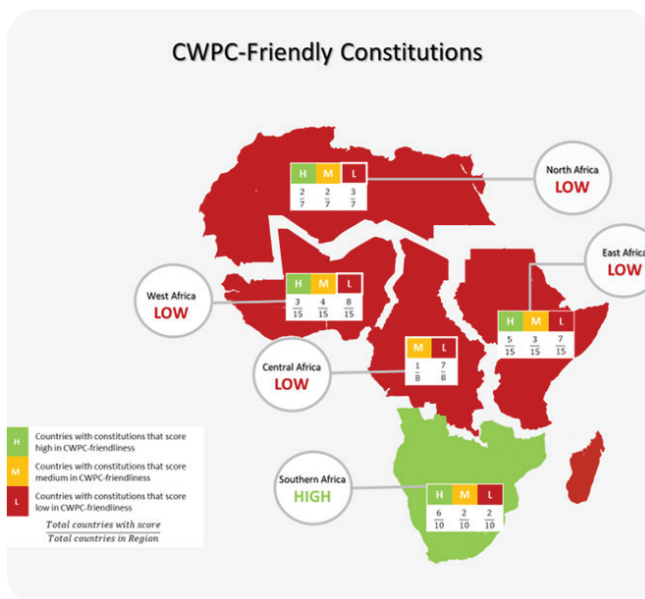 CWPC-Friendly Constitutions
H M L
2/7 2/7 3/7
North Africa
LOW
East Africa
LOW
H M L
5/15 3/15 7/15
West Africa
LOW
H M L
3/15 4/15 8/15
Central Africa
LOW
M L
1/8 7/8
Southern Africa
HIGH
H M L
6/10 2/10 2/10
H Countries with constitutions that score
high in CWPC-friendliness
M Countries with constitutions that score
medium in CWPC-friendliness
L Countries with constitutions that score
low in CWPC-friendliness
Total countries with score
Total countries in Region